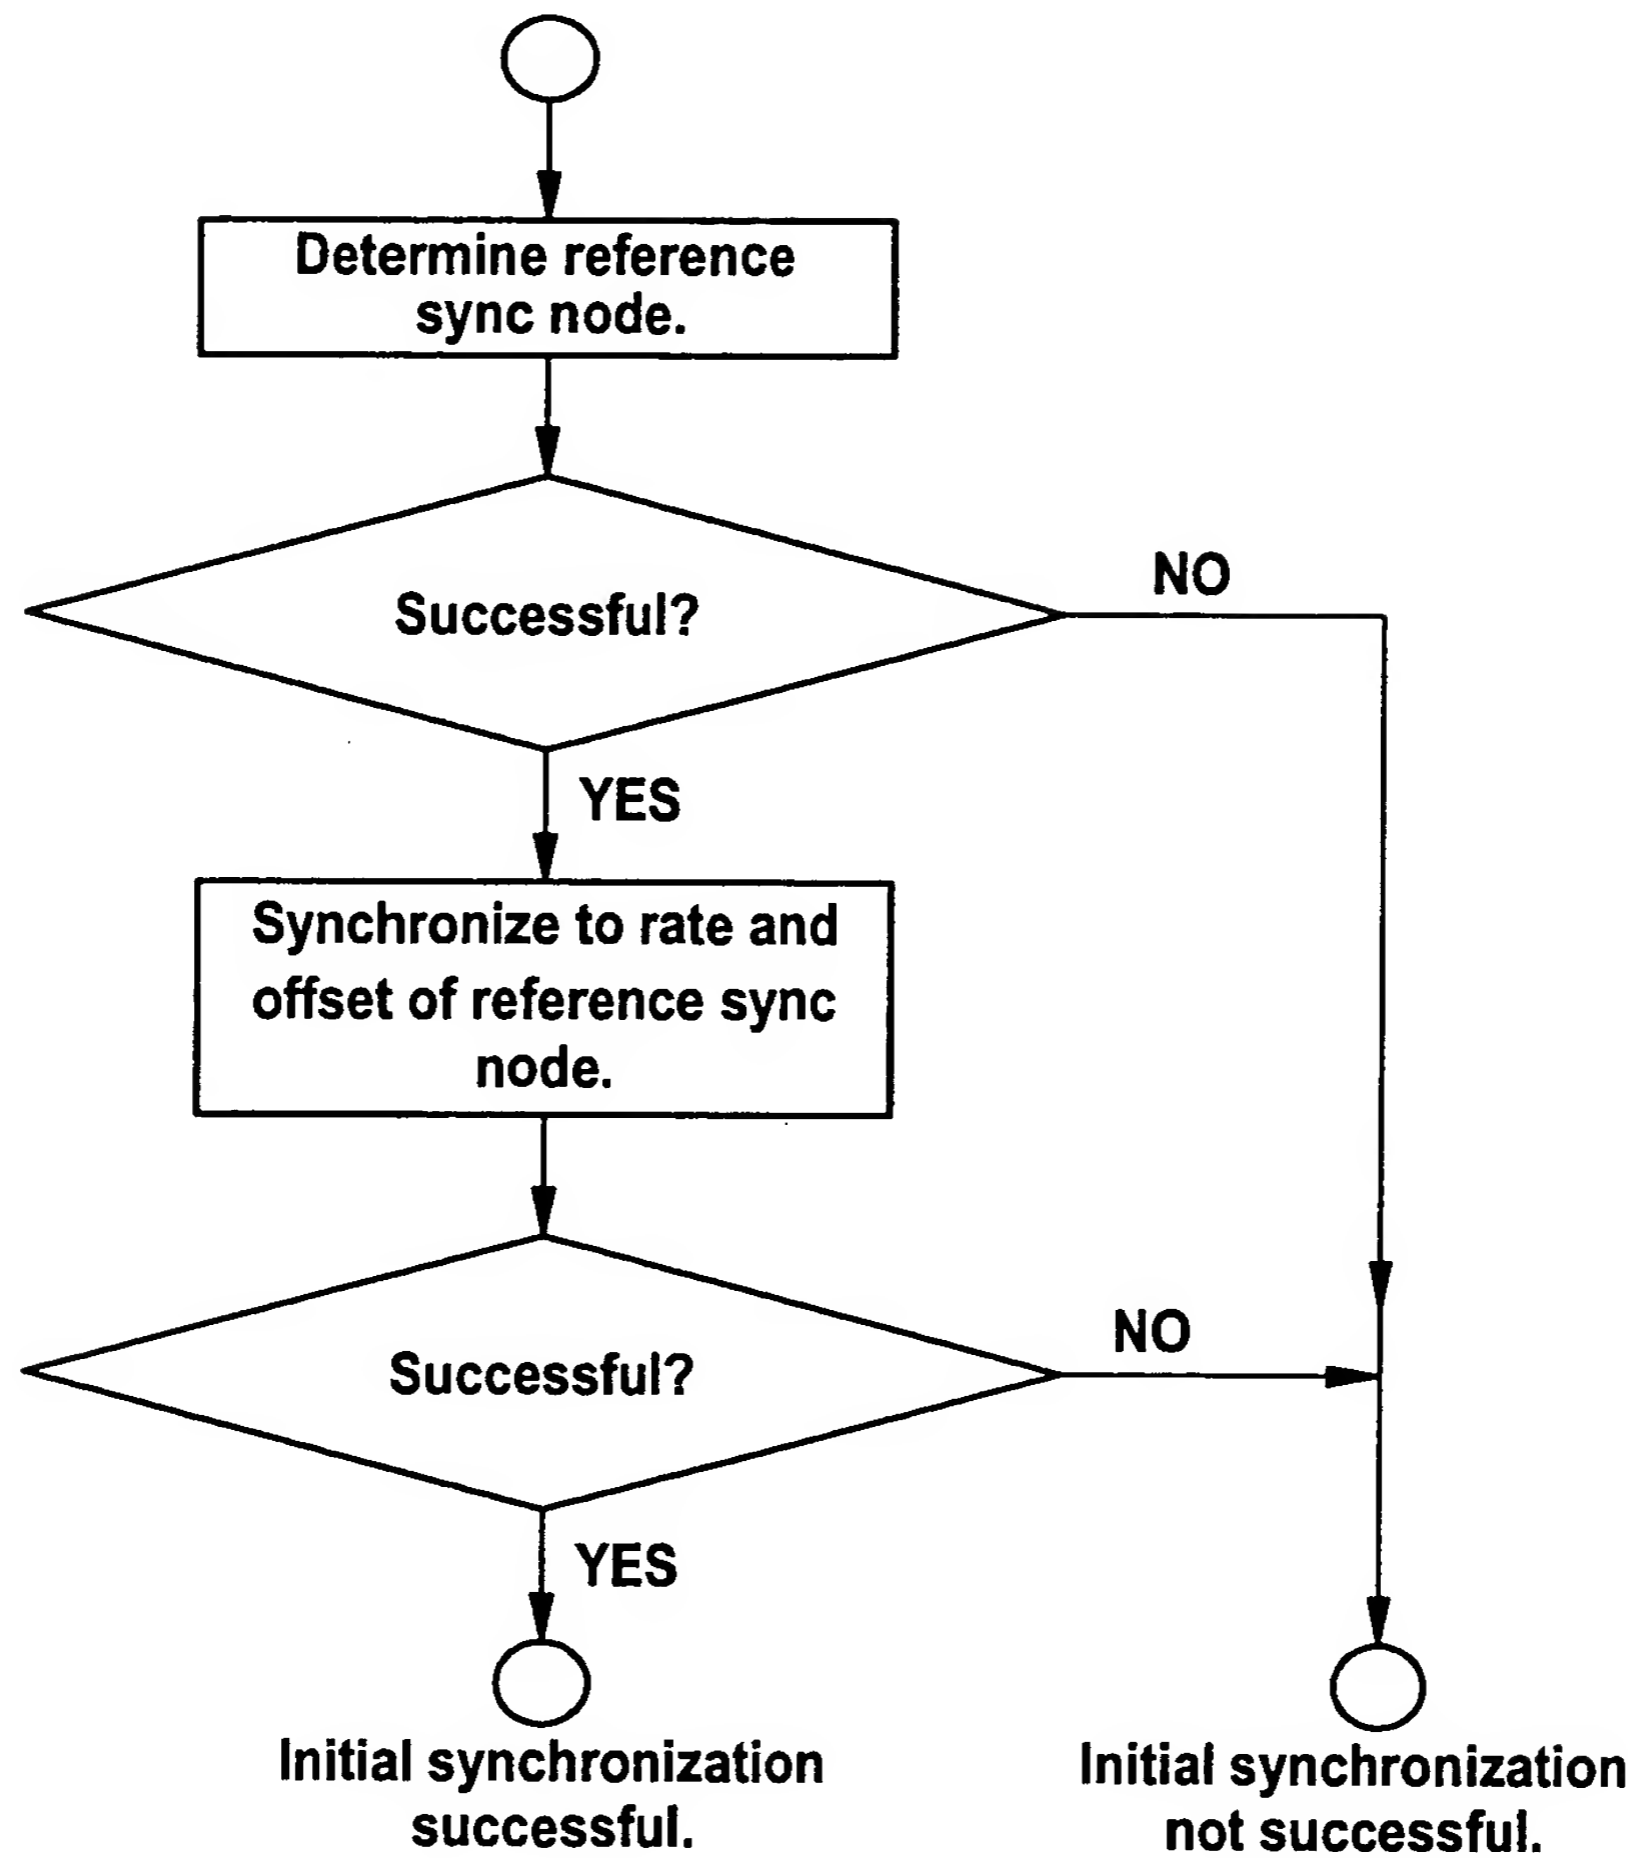 Determine reference
sync node.
Successful?
NO
YES
Synchronize to rate and
offset of reference sync
node.
Successful?
NO
YES
Initial synchronization
successful.
Initial synchronization
not successful.